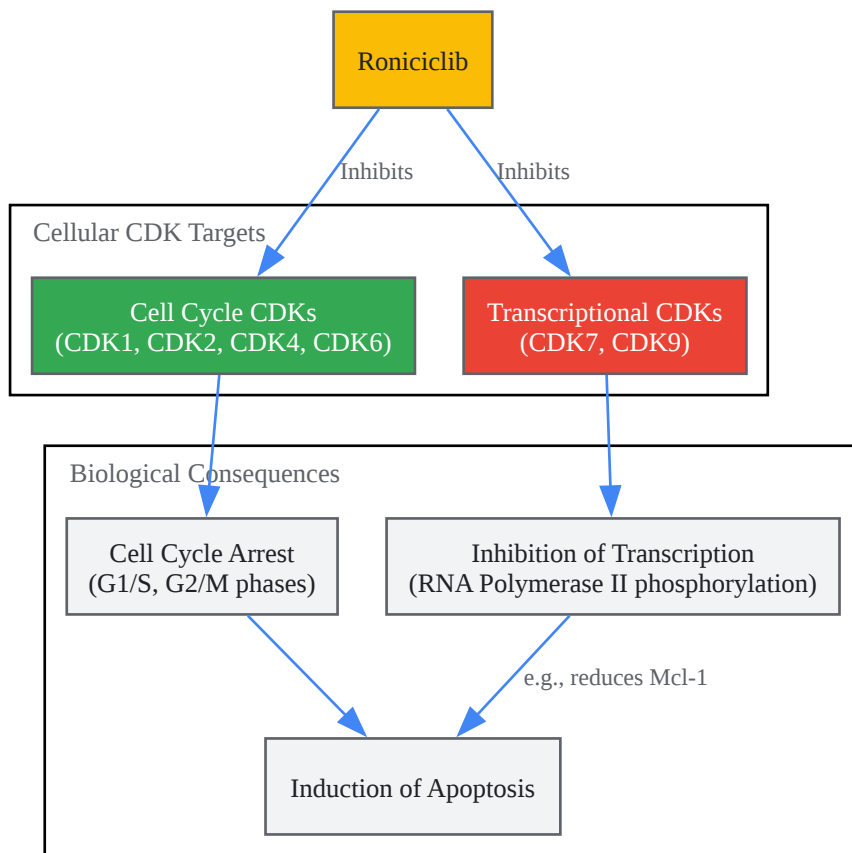 Roniciclib
Inhibits
Inhibits
Cellular CDK Targets
Cell Cycle CDKs
(CDK1, CDK2, CDK4, CDK6)
Transcriptional CDKs
(CDK7, CDK9)
Biological Consequences
Cell Cycle Arrest
(G1/S, G2/M phases)
Inhibition of Transcription
(RNA Polymerase II phosphorylation)
e.g., reduces Mcl-1
Induction of Apoptosis